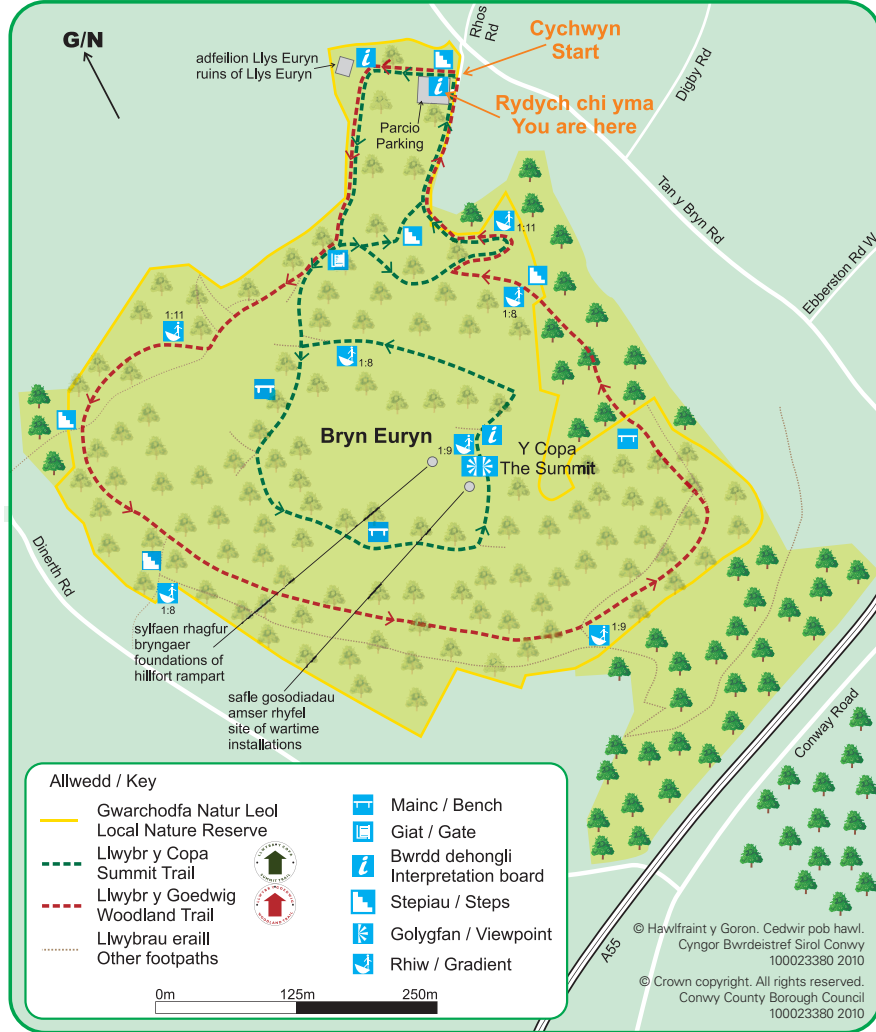 G/N
adfeilion Llys Euryn
ruins of Llys Euryn
Rhos
Rd
Cychwyn
Start
Digby Rd
Rydych chi yma
You are here
Parcio
Parking
Tan y Bryn Rd
Ebberston Rd W
1:11
1:8
1:11
1:8
Bryn Euryn
1:9
Y Copa
The Summit
Dinerth Rd
1:8
1:9
sylfaen rhagfur
bryngaer
foundations of
hillfort rampart
safle gosodiadau
amser rhyfel
site of wartime
installations
Conway Road
A55
Allwedd / Key
Gwarchodfa Natur Leol
Local Nature Reserve
Llwybr y Copa
Summit Trail
LLWYBR Y COPA
SUMMIT TRAIL
Llwybr y Goedwig
Woodland Trail
WOODLAND TRAIL
Llwybrau eraill
Other footpaths
Mainc / Bench
Giat / Gate
Bwrdd dehongli
Interpretation board
Stepiau / Steps
Golygfan / Viewpoint
Rhiw / Gradient
0m 125m 250m
© Hawlfraint y Goron. Cedwir pob hawl.
Cyngor Bwrdeistref Sirol Conwy
100023380 2010
© Crown copyright. All rights reserved.
Conwy County Borough Council
100023380 2010